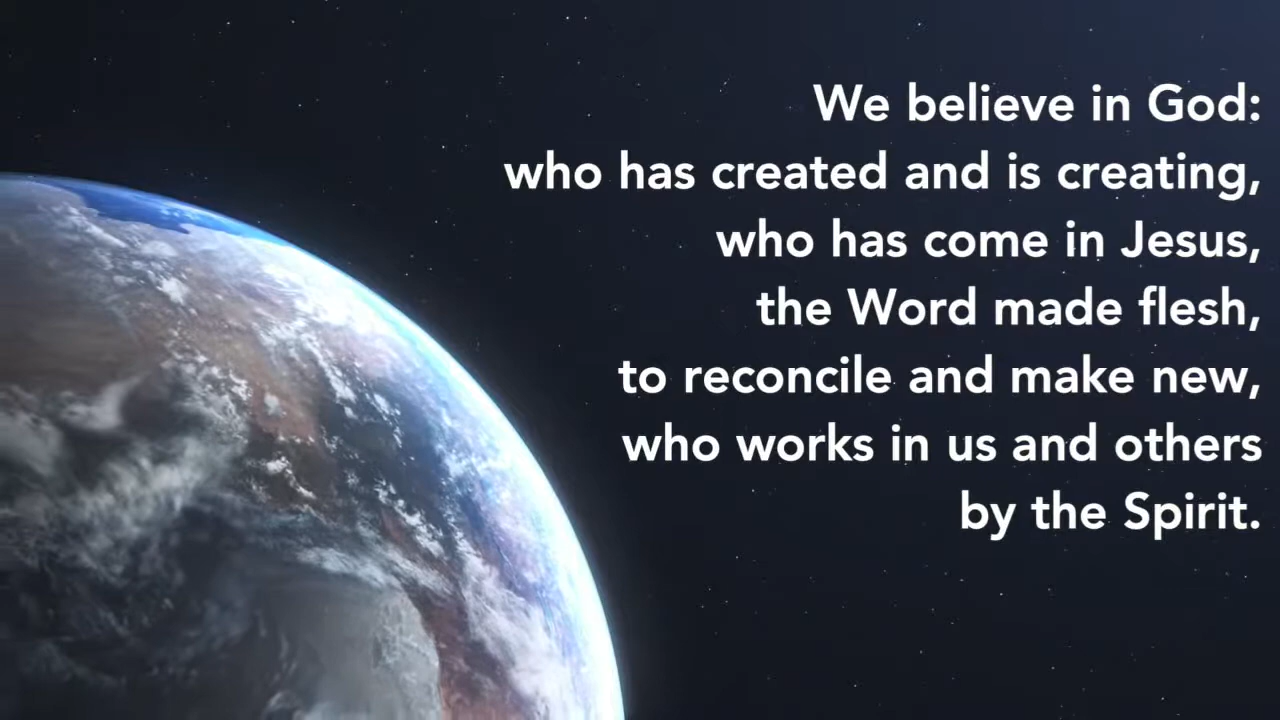 We believe in God:
who has created and is creating,
who has come in Jesus,
the Word made flesh,
to reconcile and make new,
who works in us and others
by the Spirit.